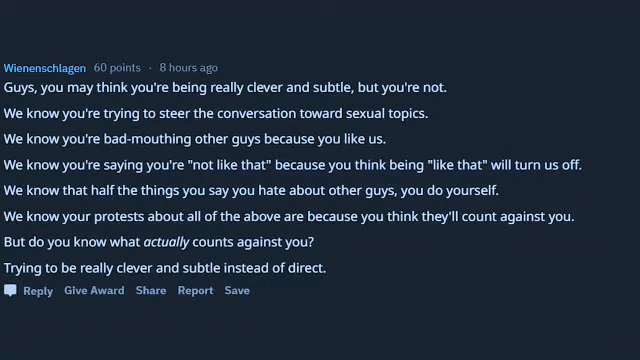 Wienenschlagen 60 points · 8 hours ago
Guys, you may think you're being really clever and subtle, but you're not.
We know you're trying to steer the conversation toward sexual topics.
We know you're bad-mouthing other guys because you like us.
We know you're saying you're "not like that" because you think being "like that" will turn us off.
We know that half the things you say you hate about other guys, you do yourself.
We know your protests about all of the above are because you think they'll count against you.
But do you know what actually counts against you?
Trying to be really clever and subtle instead of direct.
Reply Give Award Share Report Save